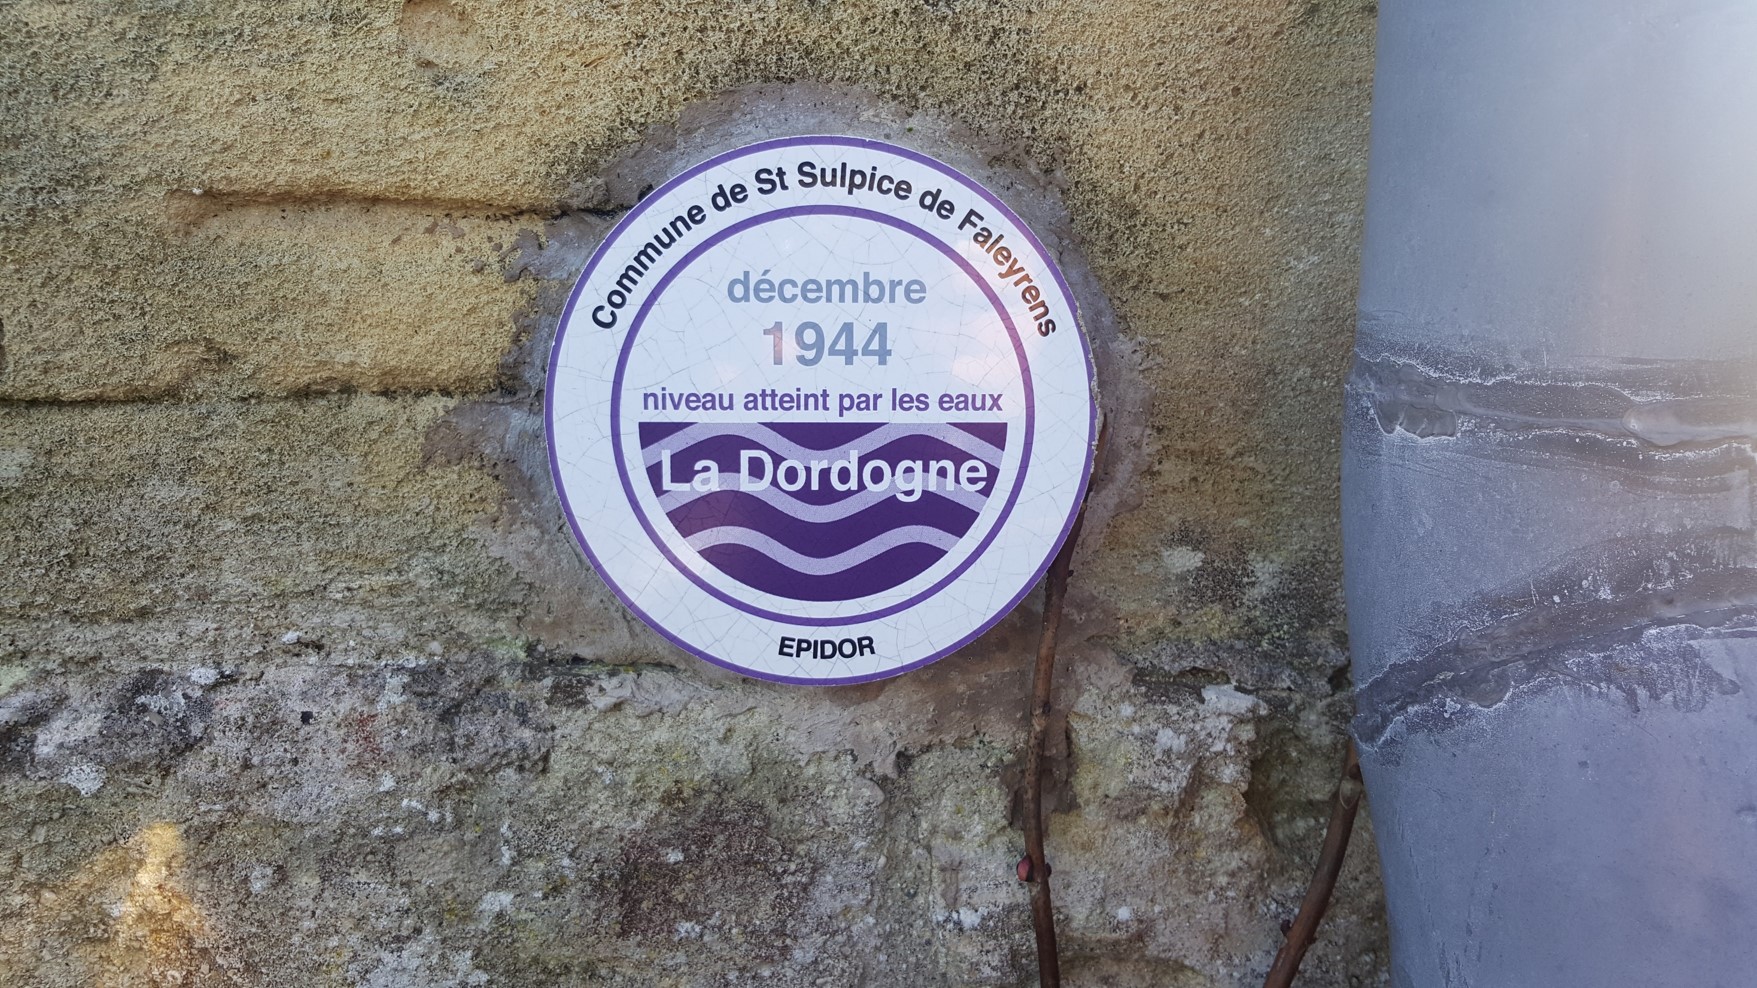 Commune de St Sulpice de Faleyrens
décembre
1944
niveau atteint par les eaux
La Dordogne
EPIDOR